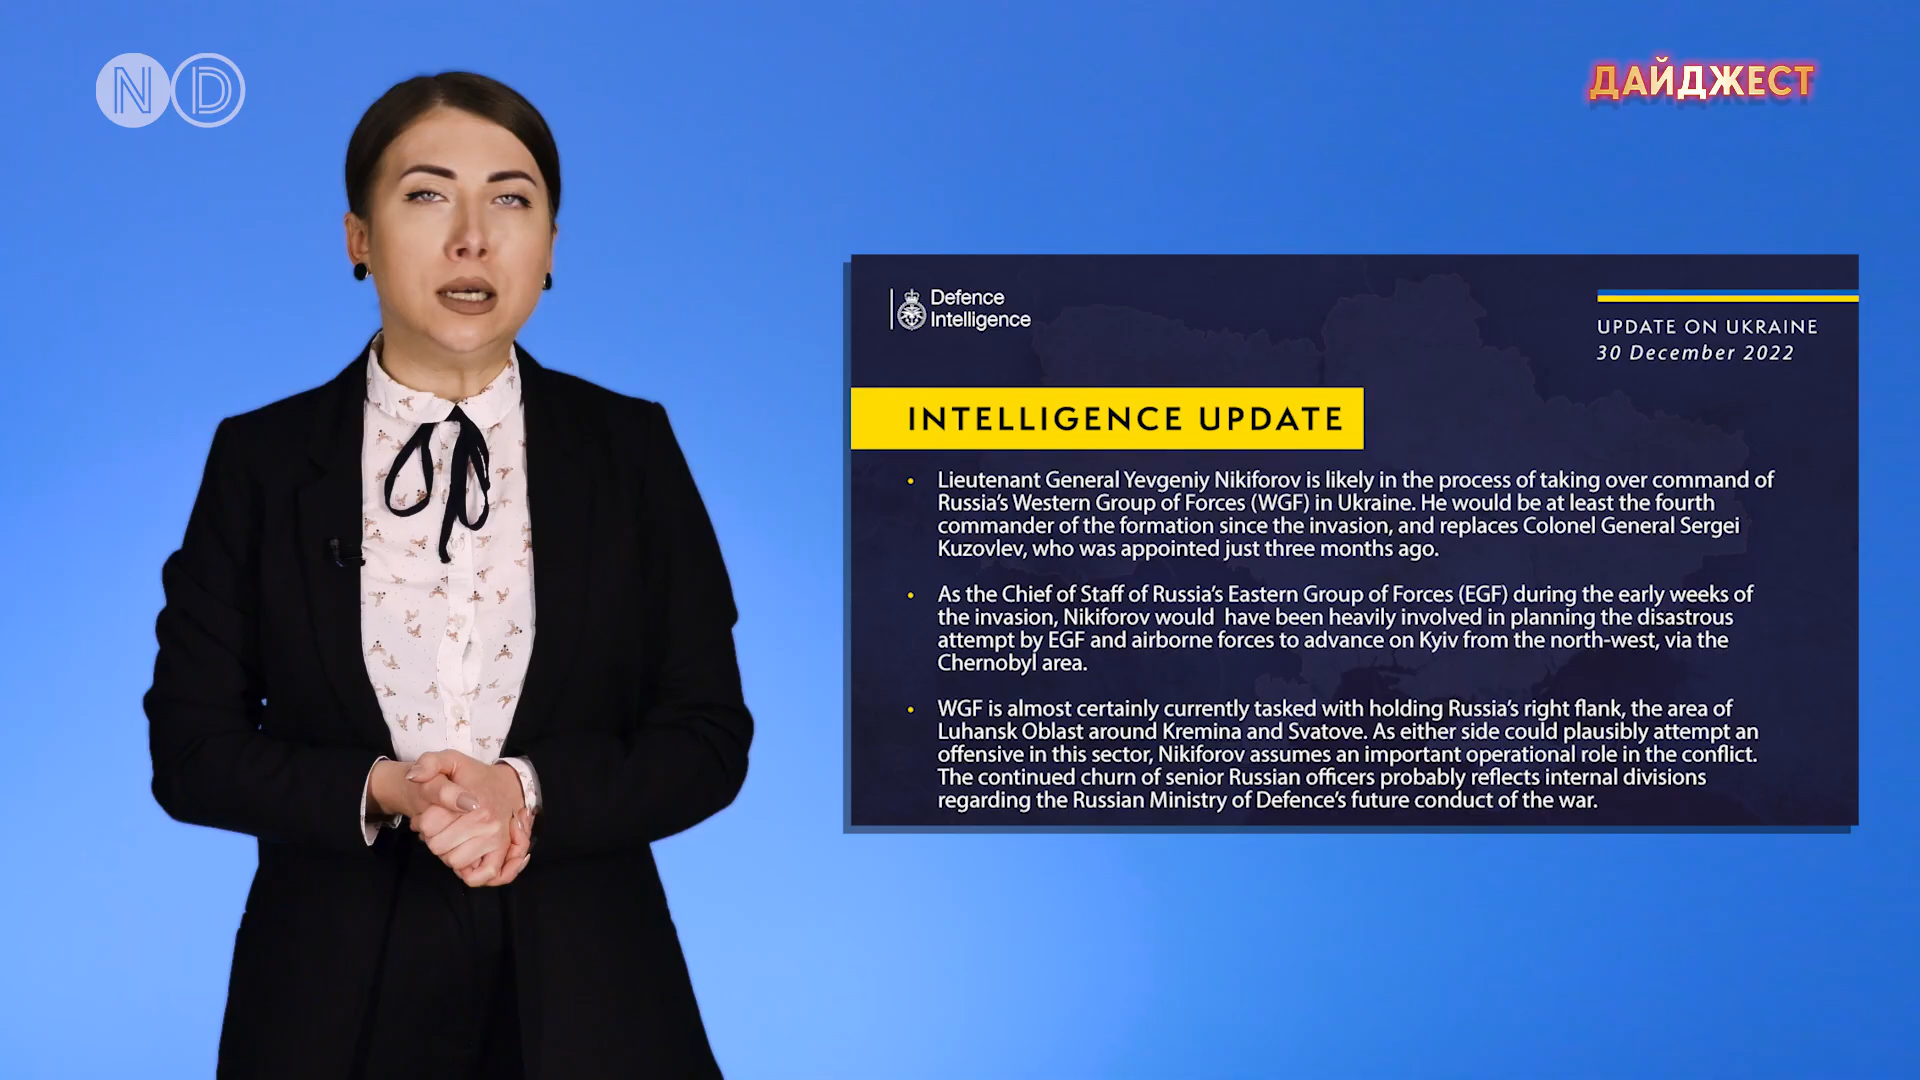 ND
ДАЙДЖЕСТ
Defence
Intelligence
UPDATE ON UKRAINE
30 December 2022
INTELLIGENCE UPDATE
• Lieutenant General Yevgeniy Nikiforov is likely in the process of taking over command of
Russia's Western Group of Forces (WGF) in Ukraine. He would be at least the fourth
commander of the formation since the invasion, and replaces Colonel General Sergei
Kuzovlev, who was appointed just three months ago.
• As the Chief of Staff of Russia's Eastern Group of Forces (EGF) during the early weeks of
the invasion, Nikiforov would have been heavily involved in planning the disastrous
attempt by EGF and airborne forces to advance on Kyiv from the north-west, via the
Chernobyl area.
• WGF is almost certainly currently tasked with holding Russia's right flank, the area of
Luhansk Oblast around Kremina and Svatove. As either side could plausibly attempt an
offensive in this sector, Nikiforov assumes an important operational role in the conflict.
The continued churn of senior Russian officers probably reflects internal divisions
regarding the Russian Ministry of Defence's future conduct of the war.